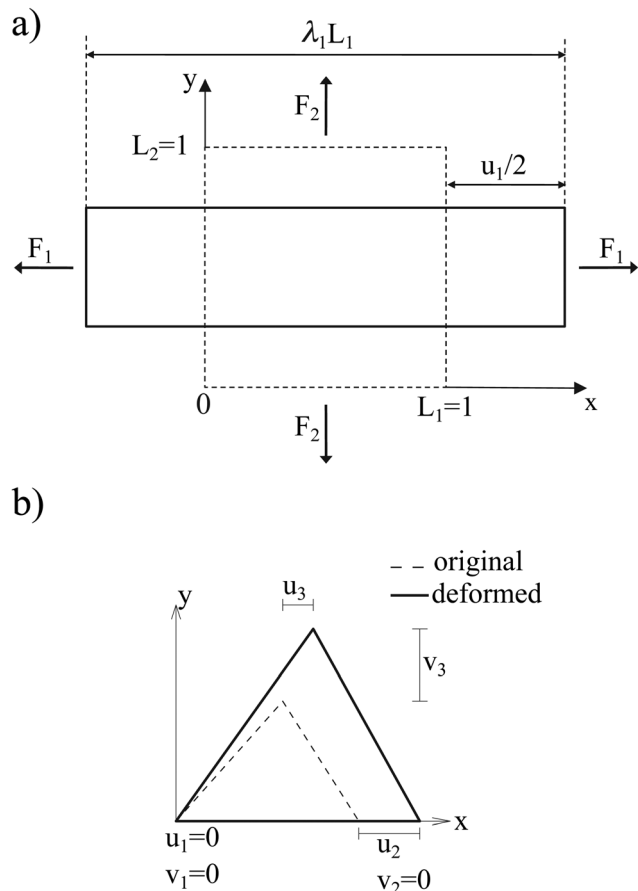 a)
λ₁L₁
y
F₂
L₂=1
u₁/2
F₁
F₁
0
L₁=1
x
F₂
b)
original
deformed
u₃
y
v₃
x
u₁=0
u₂
v₁=0
v₂=0